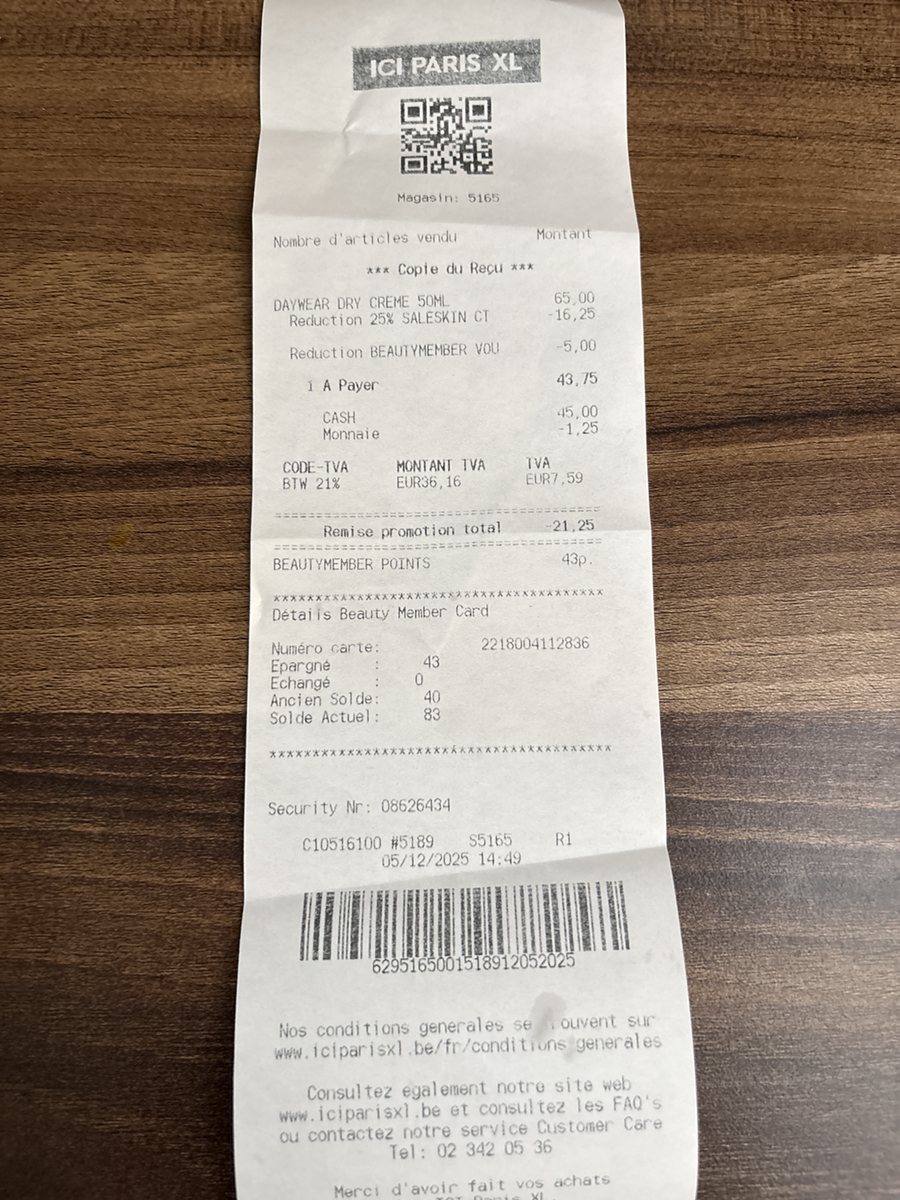 ICI PARIS XL
Magasin: 5165
Nombre d'articles vendu Montant
*** Copie du Reçu ***
DAYWEAR DRY CREME 50ML 65,00
Reduction 25% SALESKIN CT -16,25
Reduction BEAUTYMEMBER VOU -5,00
1 A Payer 43,75
CASH 45,00
Monnaie -1,25
CODE-TVA MONTANT TVA TVA
BTW 21% EUR36,16 EUR7,59
Remise promotion total -21,25
BEAUTYMEMBER POINTS 43p.
Détails Beauty Member Card
Numéro carte: 2218004112836
Epargné : 43
Echangé : 0
Ancien Solde: 40
Solde Actuel: 83
Security Nr: 08626434
C10516100 #5189 S5165 R1
05/12/2025 14:49
6295165001518912052025
Nos conditions generales se ouvent sur
www.iciparisxl.be/fr/conditions generales
Consultez egalement notre site web
www.iciparisxl.be et consultez les FAQ's
ou contactez notre service Customer Care
Tel: 02 342 05 36
Merci d'avoir fait vos achats
ICI Paris XL